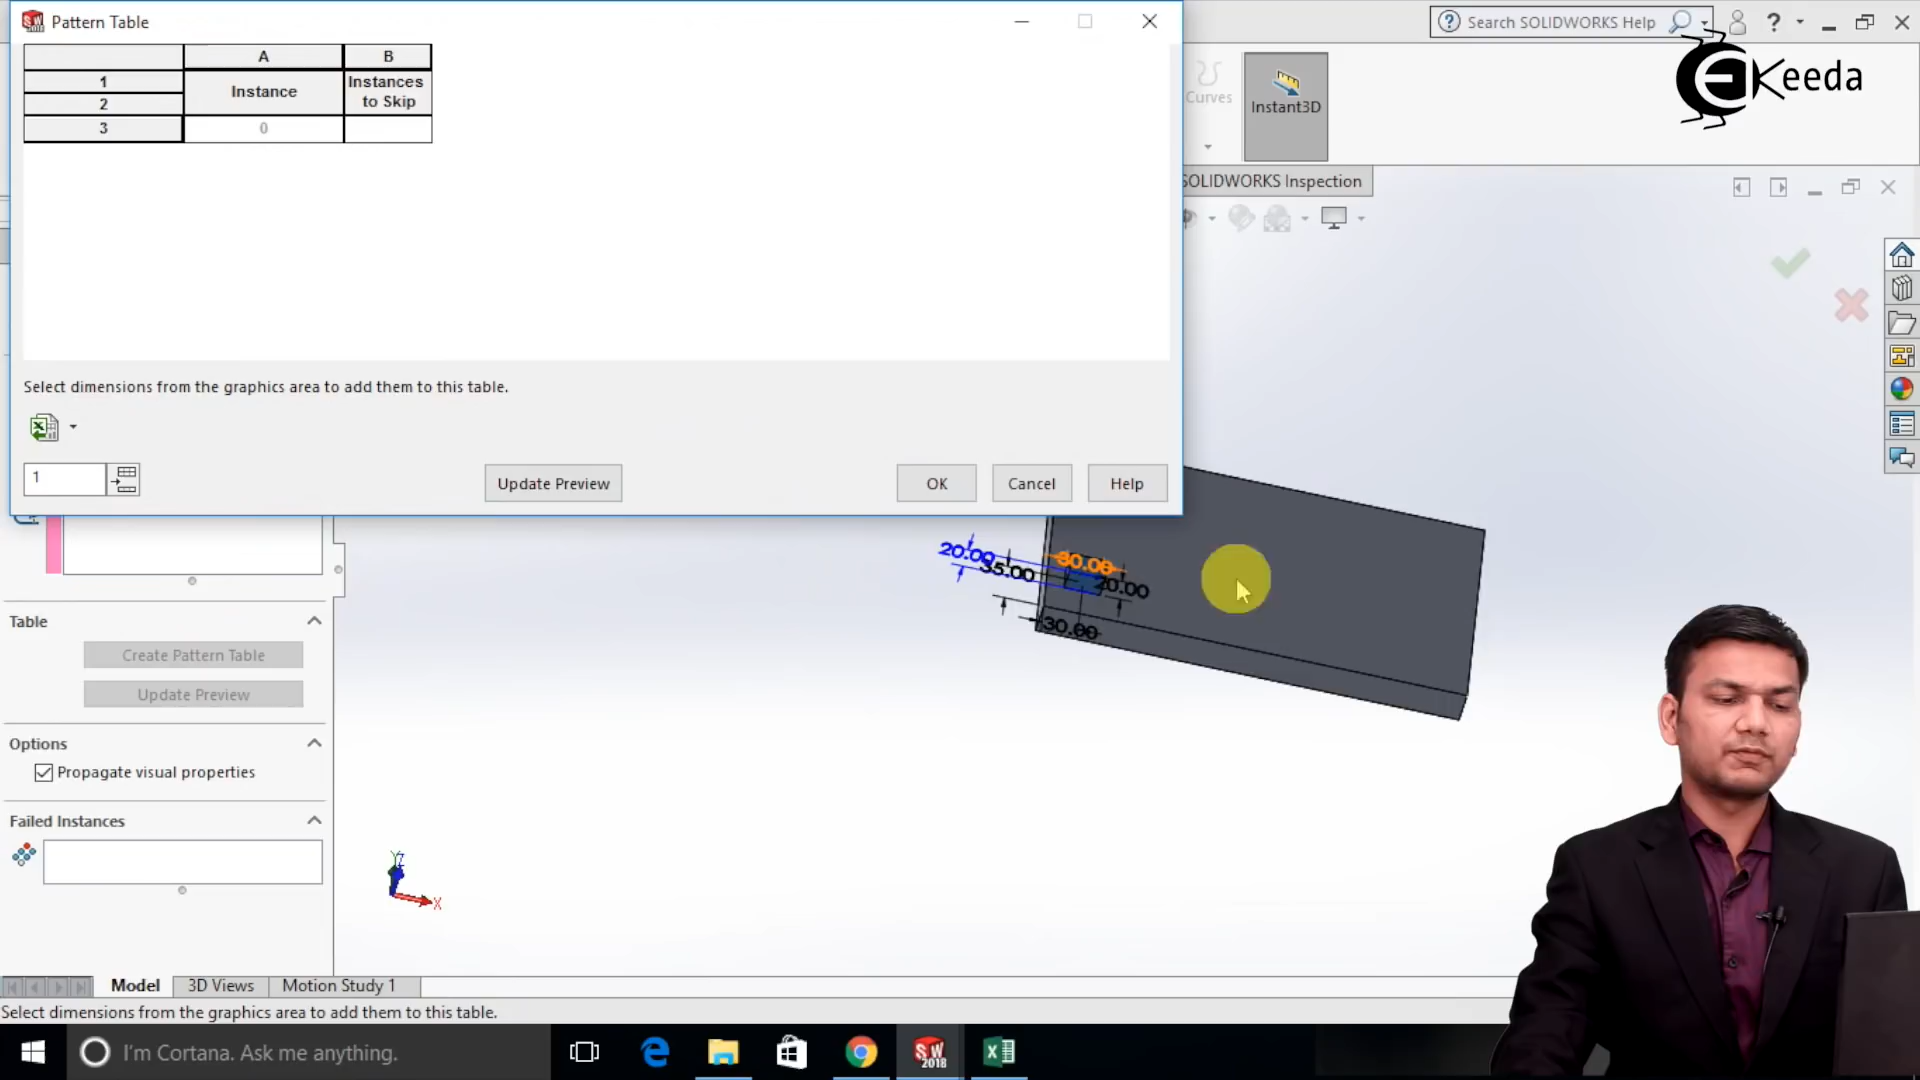 Pattern Table
A
B
1
2
Instance
Instances
to Skip
3
0
Select dimensions from the graphics area to add them to this table.
1
Update Preview
OK
Cancel
Help
Search SOLIDWORKS Help
?
Keeda
Curves
Instant3D
SOLIDWORKS Inspection
20.00
35.00
30.00
20.00
30.00
Table
Create Pattern Table
Update Preview
Options
Propagate visual properties
Failed Instances
Y
Z
X
Model
3D Views
Motion Study 1
Select dimensions from the graphics area to add them to this table.
I'm Cortana. Ask me anything.
SW
2018